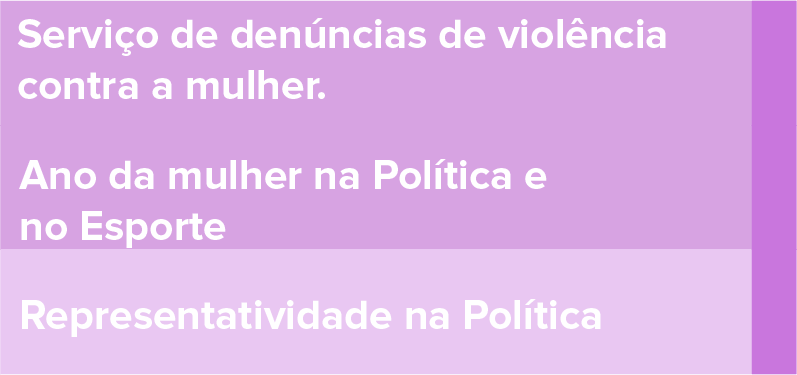 Serviço de denúncias de violência
contra a mulher.
Ano da mulher na Política e
no Esporte
Representatividade na Política